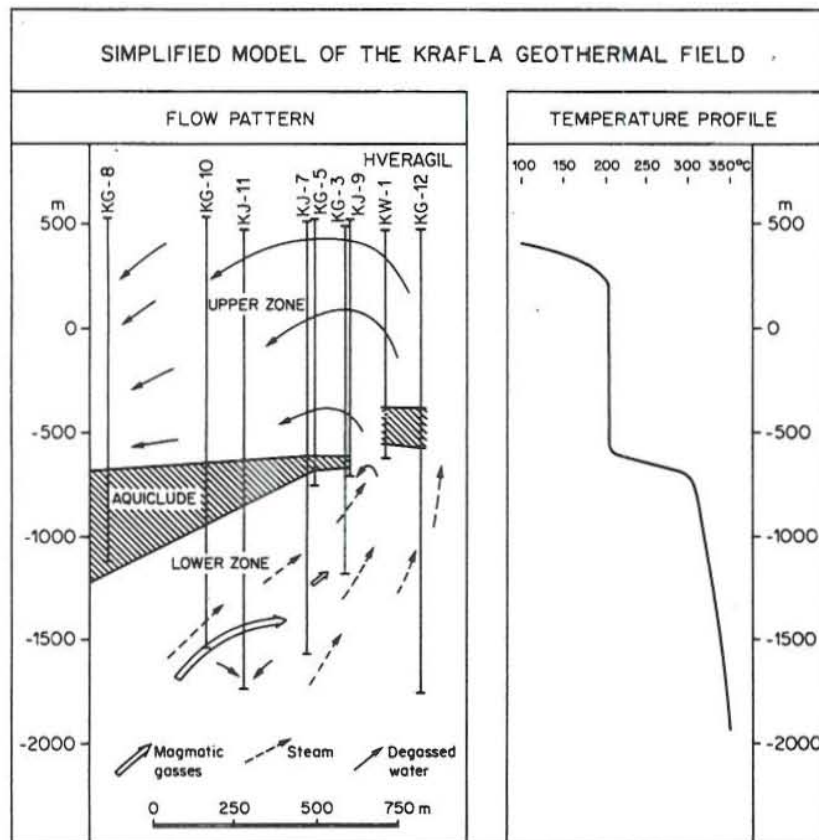 SIMPLIFIED MODEL OF THE KRAFLA GEOTHERMAL FIELD
FLOW PATTERN
TEMPERATURE PROFILE
HVERAGIL
KG-8
KG-10
KJ-11
KJ-7
KG-5
KG-3
KJ-9
KW-1
KG-12
m
500
0
-500
-1000
-1500
-2000
UPPER ZONE
AQUICLUDE
LOWER ZONE
Magmatic
gasses
Steam
Degassed
water
0 250 500 750 m
100 150 200 250 300 350°C
m
500
0
-500
-1000
-1500
-2000